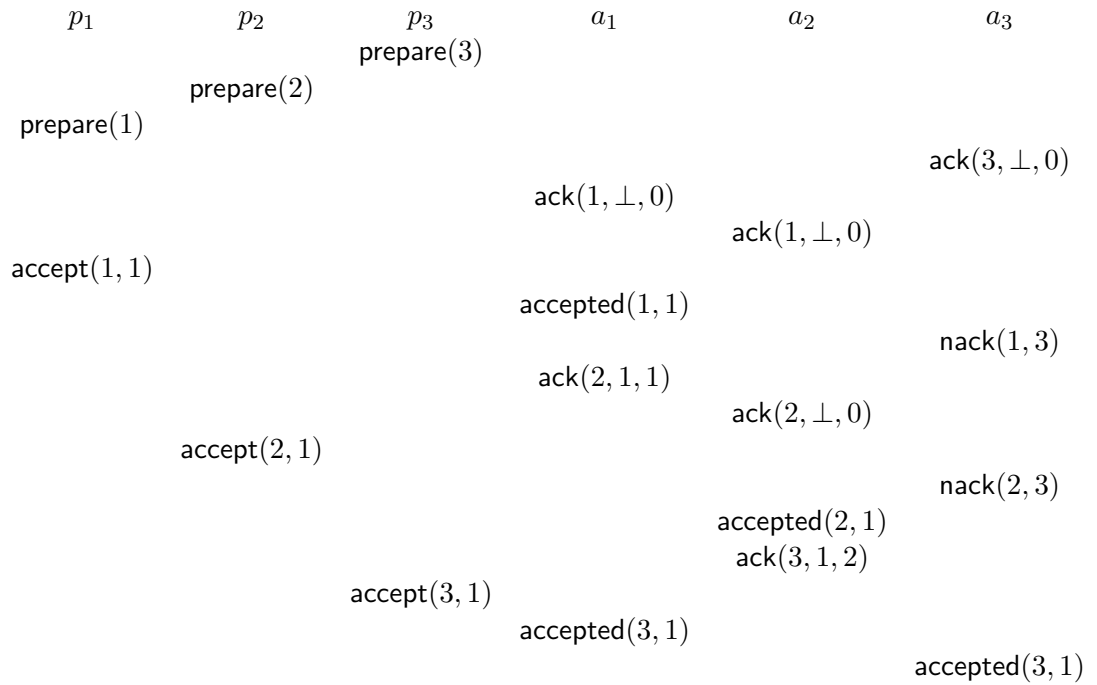 p₁ p₂ p₃ a₁ a₂ a₃
prepare(3)
prepare(2)
prepare(1)
ack(3, ⊥, 0)
ack(1, ⊥, 0)
ack(1, ⊥, 0)
accept(1, 1)
accepted(1, 1)
nack(1, 3)
ack(2, 1, 1)
ack(2, ⊥, 0)
accept(2, 1)
nack(2, 3)
accepted(2, 1)
ack(3, 1, 2)
accept(3, 1)
accepted(3, 1)
accepted(3, 1)